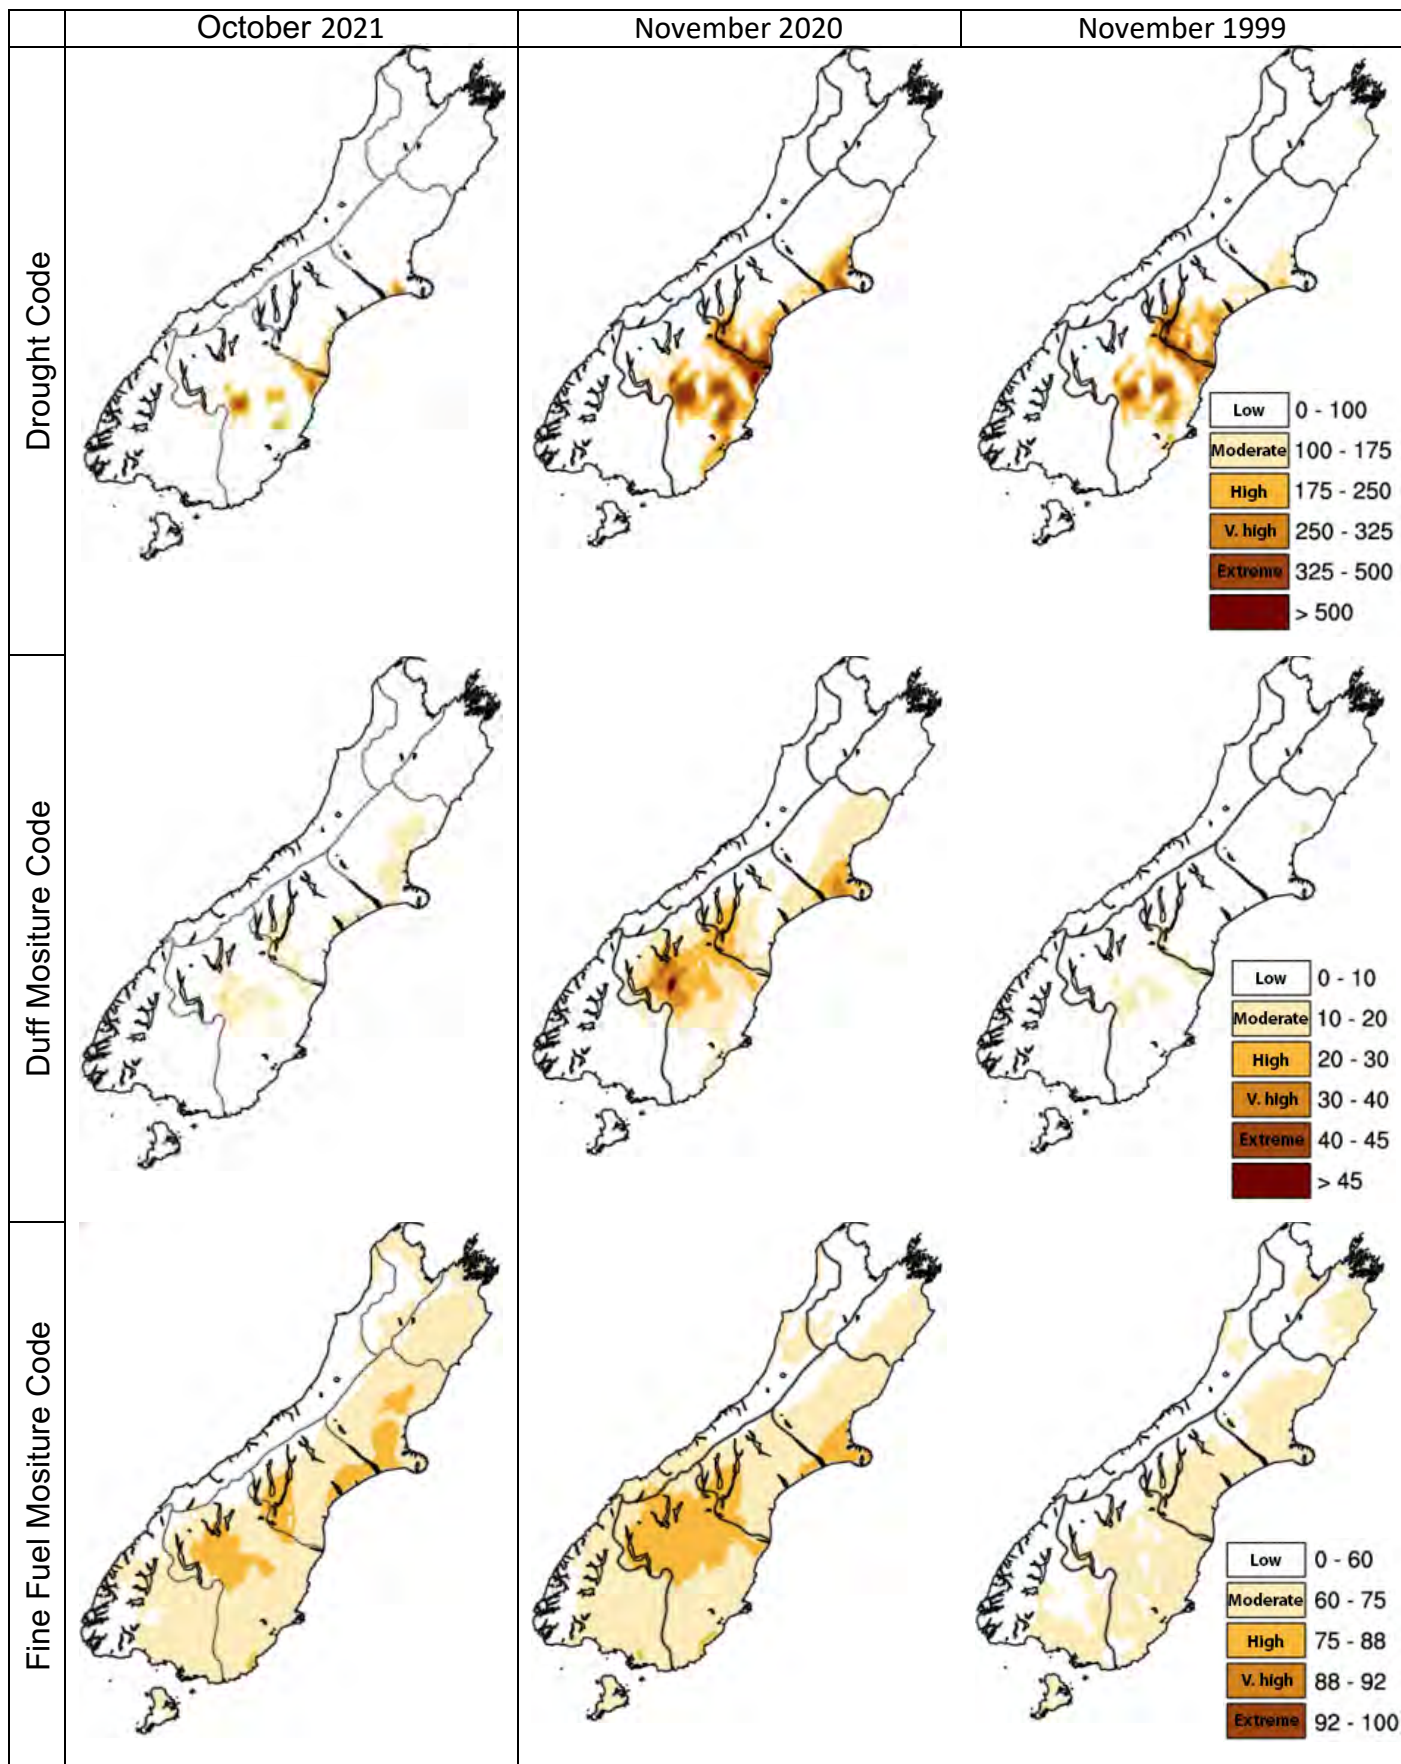 October 2021
November 2020
November 1999
Drought Code
Low 0 - 100
Moderate 100 - 175
High 175 - 250
V. high 250 - 325
Extreme 325 - 500
> 500
Duff Mositure Code
Low 0 - 10
Moderate 10 - 20
High 20 - 30
V. high 30 - 40
Extreme 40 - 45
> 45
Fine Fuel Mositure Code
Low 0 - 60
Moderate 60 - 75
High 75 - 88
V. high 88 - 92
Extreme 92 - 100